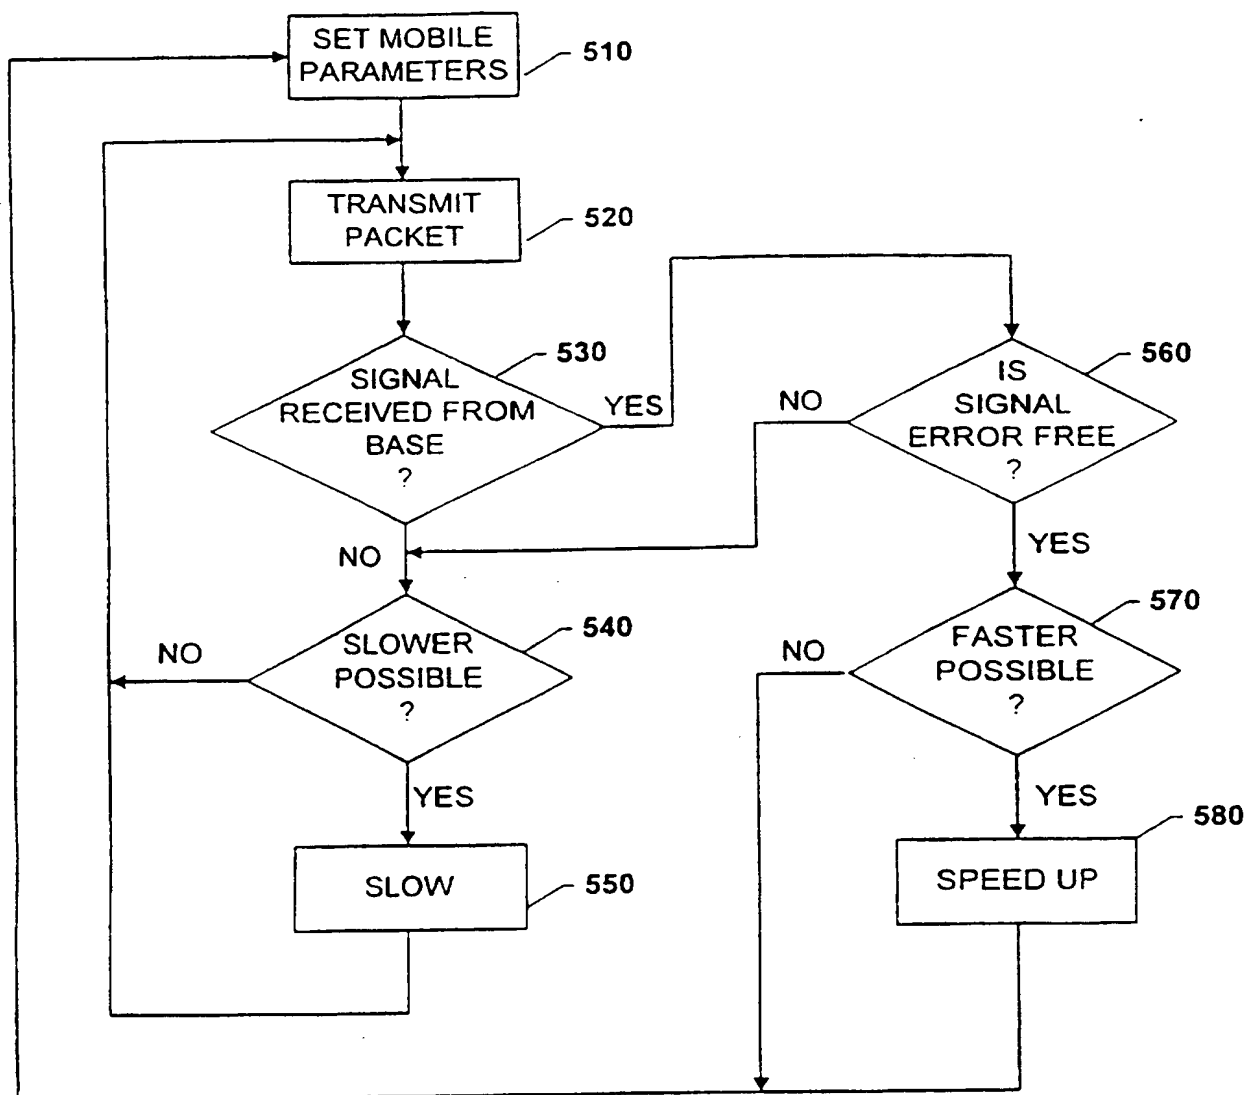 SET MOBILE
PARAMETERS
510
TRANSMIT
PACKET
520
SIGNAL
RECEIVED FROM
BASE
?
530
YES
NO
IS
SIGNAL
ERROR FREE
?
560
NO
YES
SLOWER
POSSIBLE
?
540
NO
YES
FASTER
POSSIBLE
?
570
NO
YES
SLOW
550
SPEED UP
580